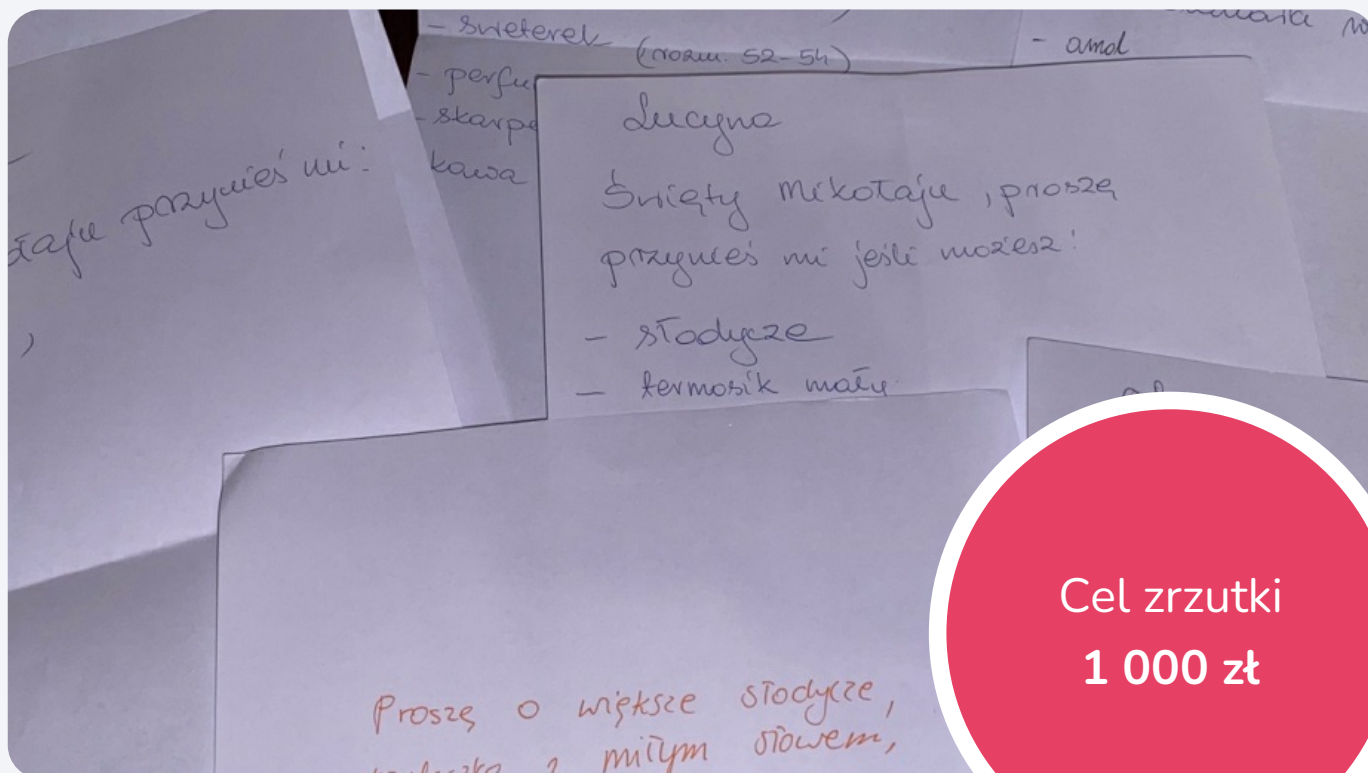 - sweterek
(rozm. 52-54)
- amol
- perfu
- skarpe
kawa
Lucyna
Święty Mikołaju, proszę
przynieś mi jeśli możesz:
- słodycze
- termosik mały
łaju przynieś mi:
Proszę o większe słodycze,
z miłym słowem,
Cel zrzutki
1 000 zł